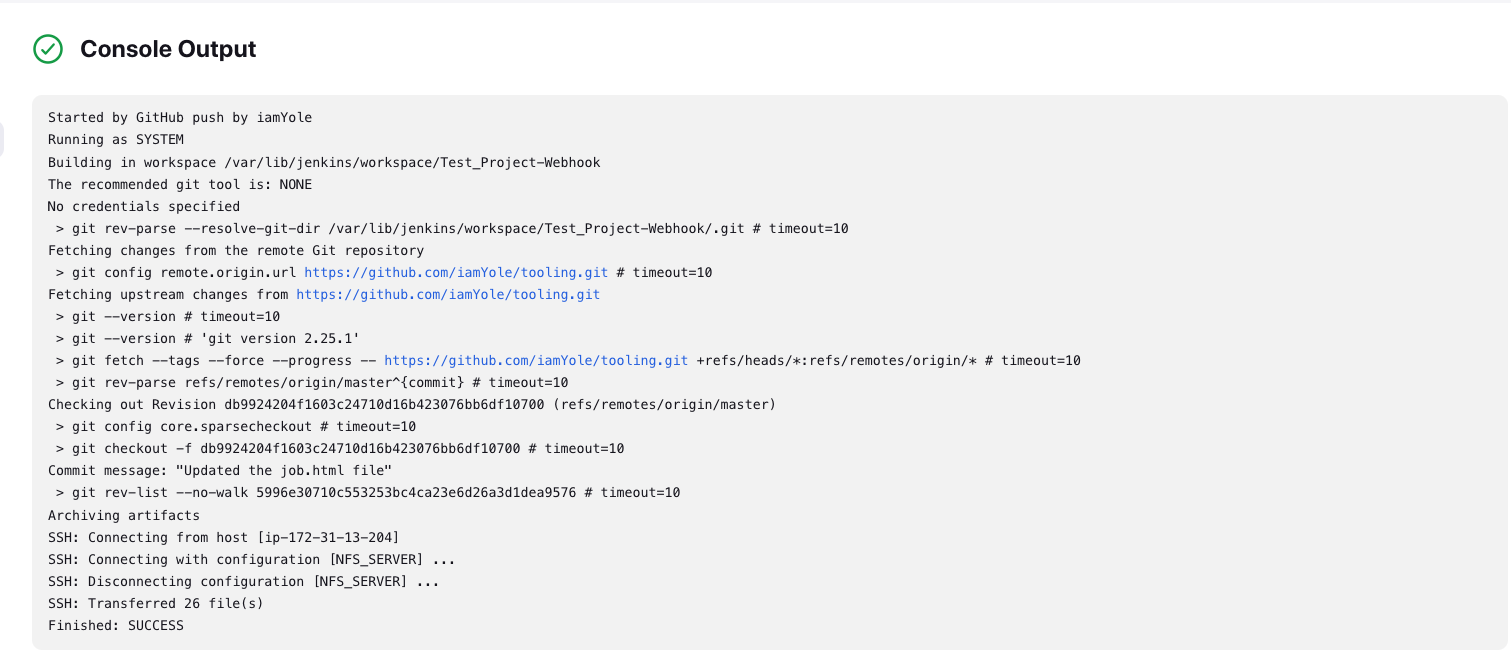 Console Output
Started by GitHub push by iamYole
Running as SYSTEM
Building in workspace /var/lib/jenkins/workspace/Test_Project-Webhook
The recommended git tool is: NONE
No credentials specified
 > git rev-parse --resolve-git-dir /var/lib/jenkins/workspace/Test_Project-Webhook/.git # timeout=10
Fetching changes from the remote Git repository
 > git config remote.origin.url https://github.com/iamYole/tooling.git # timeout=10
Fetching upstream changes from https://github.com/iamYole/tooling.git
 > git --version # timeout=10
 > git --version # 'git version 2.25.1'
 > git fetch --tags --force --progress -- https://github.com/iamYole/tooling.git +refs/heads/*:refs/remotes/origin/* # timeout=10
 > git rev-parse refs/remotes/origin/master^{commit} # timeout=10
Checking out Revision db9924204f1603c24710d16b423076bb6df10700 (refs/remotes/origin/master)
 > git config core.sparsecheckout # timeout=10
 > git checkout -f db9924204f1603c24710d16b423076bb6df10700 # timeout=10
Commit message: "Updated the job.html file"
 > git rev-list --no-walk 5996e30710c553253bc4ca23e6d26a3d1dea9576 # timeout=10
Archiving artifacts
SSH: Connecting from host [ip-172-31-13-204]
SSH: Connecting with configuration [NFS_SERVER] ...
SSH: Disconnecting configuration [NFS_SERVER] ...
SSH: Transferred 26 file(s)
Finished: SUCCESS